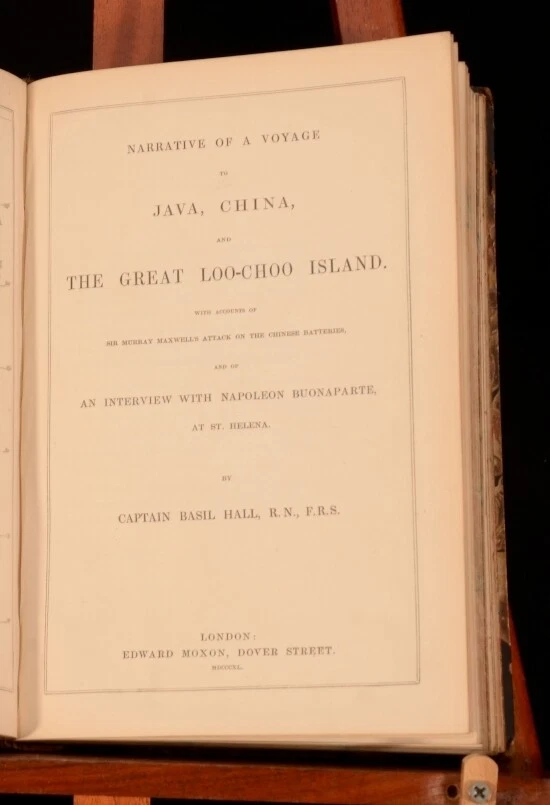 NARRATIVE OF A VOYAGE
TO
JAVA, CHINA,
AND
THE GREAT LOO-CHOO ISLAND.
WITH ACCOUNTS OF
SIR MURRAY MAXWELL'S ATTACK ON THE CHINESE BATTERIES,
AND OF
AN INTERVIEW WITH NAPOLEON BUONAPARTE,
AT ST. HELENA.
BY
CAPTAIN BASIL HALL, R.N., F.R.S.
LONDON:
EDWARD MOXON, DOVER STREET.
MDCCCXL.